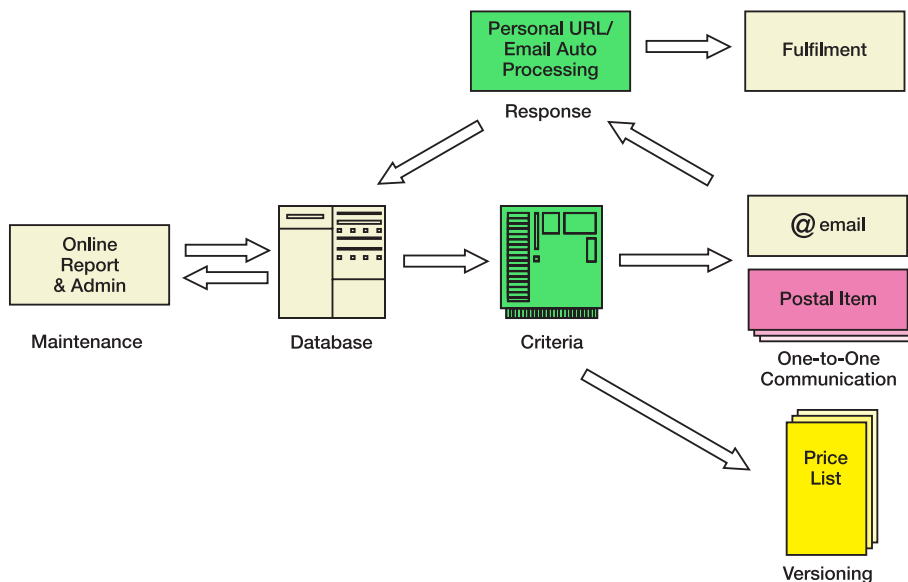 Personal URL/
Email Auto
Processing
Fulfilment
Response
Online
Report
& Admin
@ email
Postal Item
Maintenance
Database
Criteria
One-to-One
Communication
Price
List
Versioning